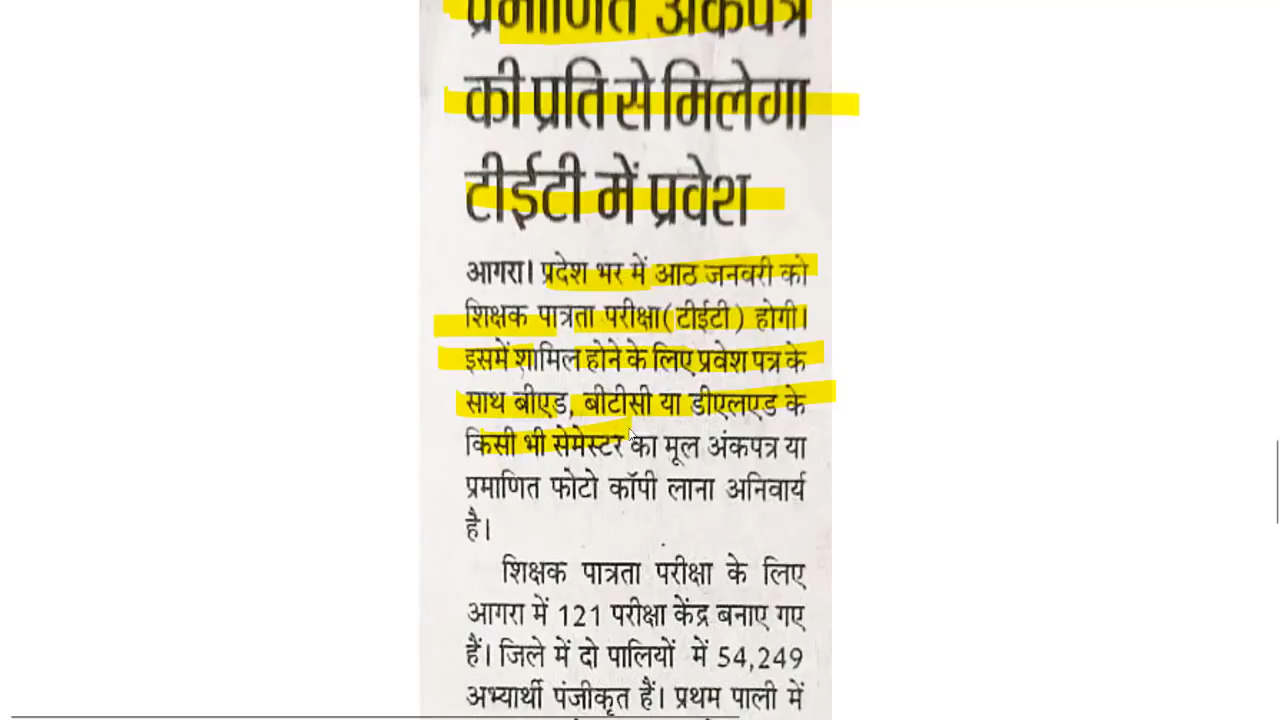 प्रमाणित अंकपत्र
की प्रति से मिलेगा
टीईटी में प्रवेश
आगरा। प्रदेश भर में आठ जनवरी को
शिक्षक पात्रता परीक्षा(टीईटी) होगी।
इसमें शामिल होने के लिए प्रवेश पत्र के
साथ बीएड, बीटीसी या डीएलएड के
किसी भी सेमेस्टर का मूल अंकपत्र या
प्रमाणित फोटो कॉपी लाना अनिवार्य
है।
शिक्षक पात्रता परीक्षा के लिए
आगरा में 121 परीक्षा केंद्र बनाए गए
हैं। जिले में दो पालियों में 54,249
अभ्यार्थी पंजीकृत हैं। प्रथम पाली में